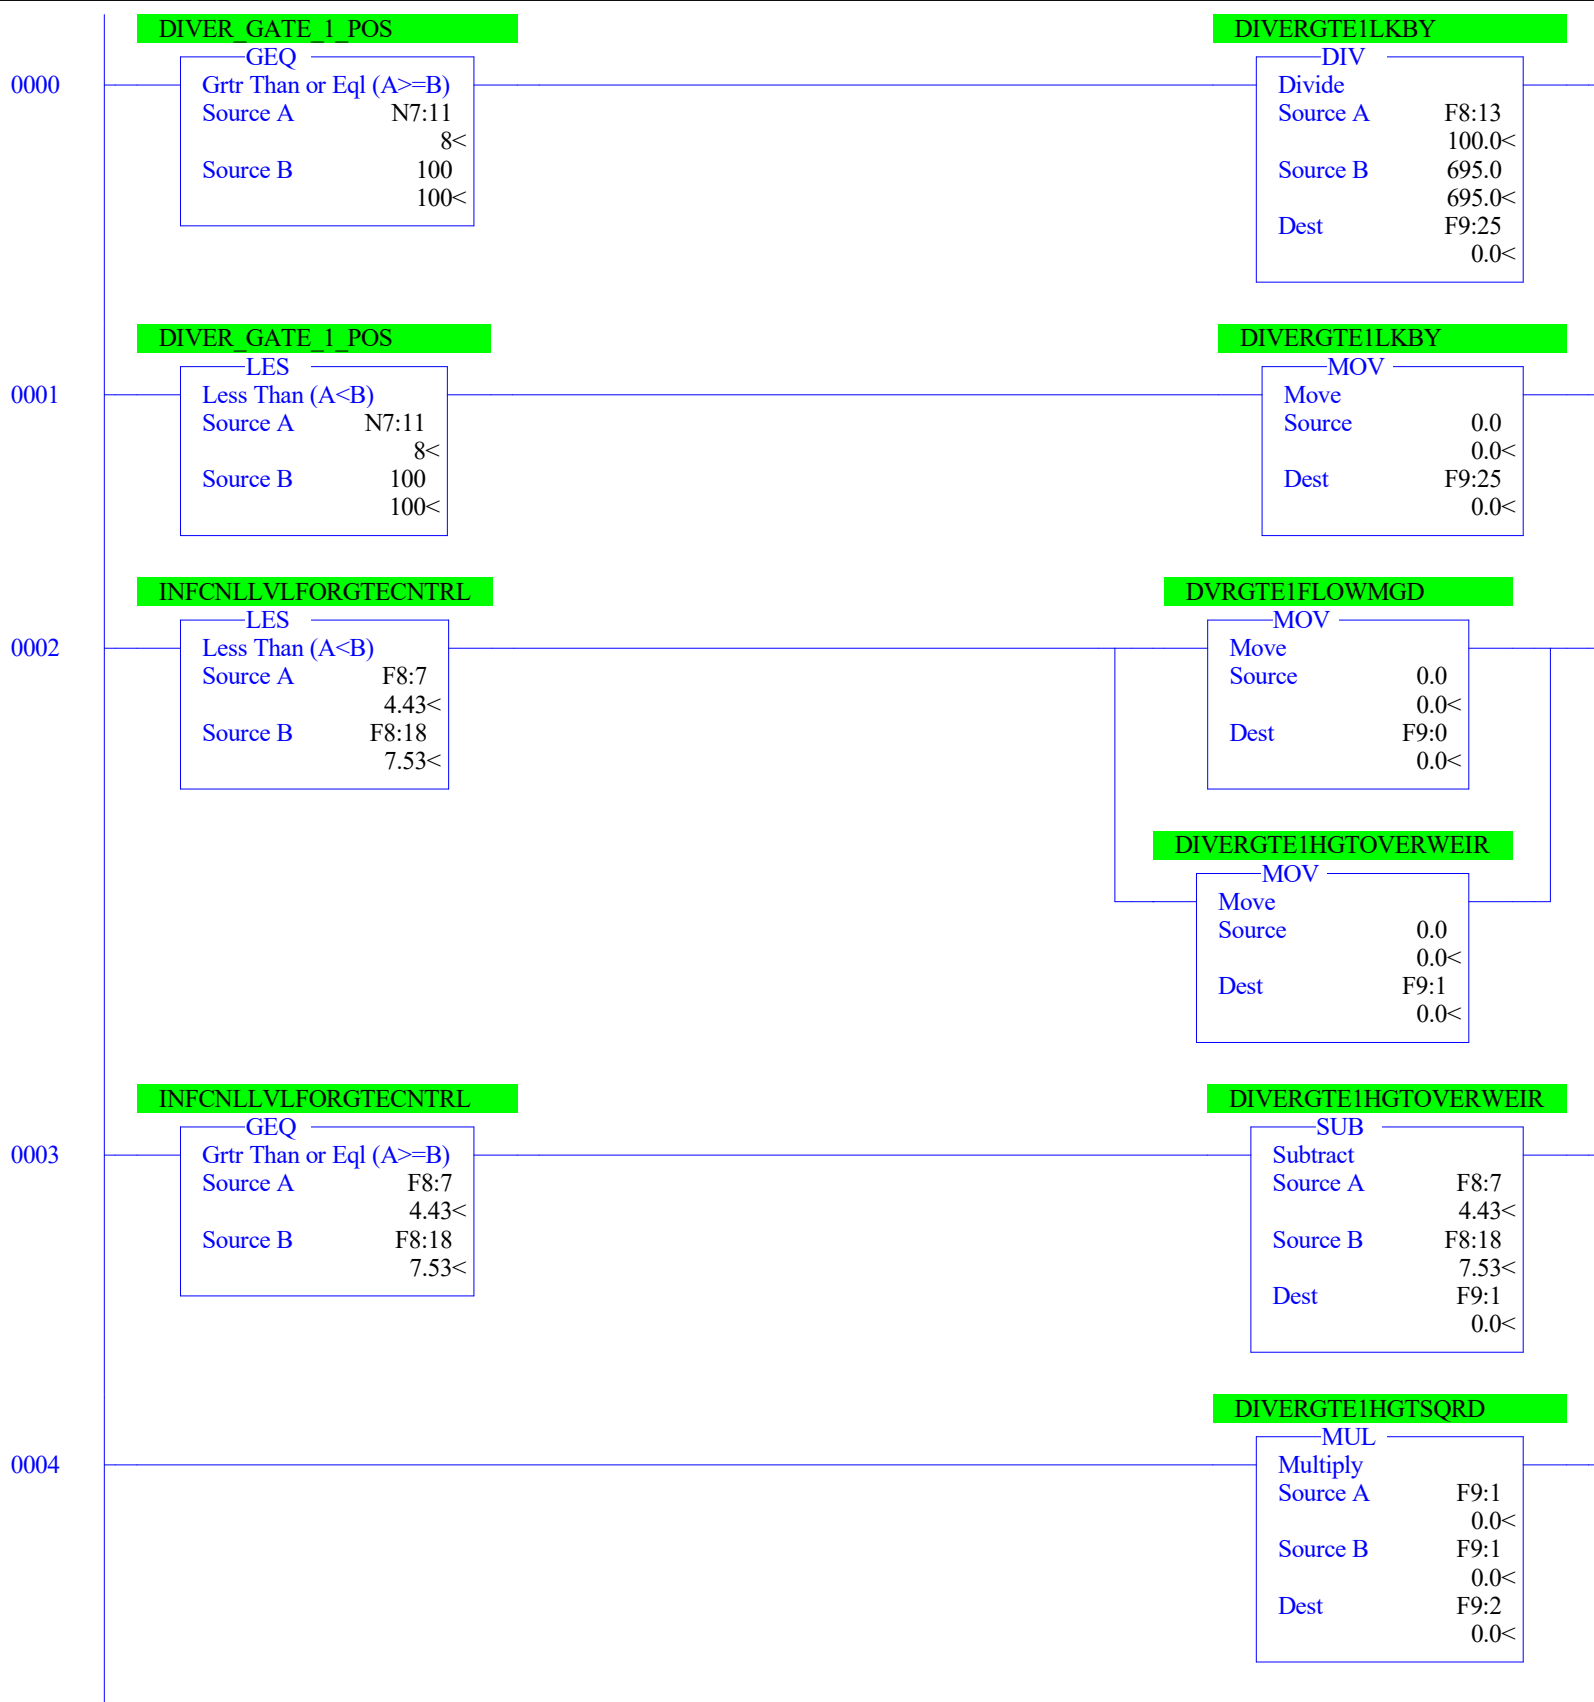 DIVER_GATE_1_POS
DIVERGTE1LKBY
GEQ
DIV
0000
Grtr Than or Eql (A>=B)
Divide
Source A N7:11
Source A F8:13
8<
100.0<
Source B 100
Source B 695.0
100<
695.0<
Dest F9:25
0.0<
DIVER_GATE_1_POS
DIVERGTE1LKBY
LES
MOV
0001
Less Than (A<B)
Move
Source A N7:11
Source 0.0
8<
0.0<
Source B 100
Dest F9:25
100<
0.0<
INFCNLLVLFORGTECNTRL
DVRGTE1FLOWMGD
LES
MOV
0002
Less Than (A<B)
Move
Source A F8:7
Source 0.0
4.43<
0.0<
Source B F8:18
Dest F9:0
7.53<
0.0<
DIVERGTE1HGTOVERWEIR
MOV
Move
Source 0.0
0.0<
Dest F9:1
0.0<
INFCNLLVLFORGTECNTRL
DIVERGTE1HGTOVERWEIR
GEQ
SUB
0003
Grtr Than or Eql (A>=B)
Subtract
Source A F8:7
Source A F8:7
4.43<
4.43<
Source B F8:18
Source B F8:18
7.53<
7.53<
Dest F9:1
0.0<
DIVERGTE1HGTSQRD
MUL
0004
Multiply
Source A F9:1
0.0<
Source B F9:1
0.0<
Dest F9:2
0.0<